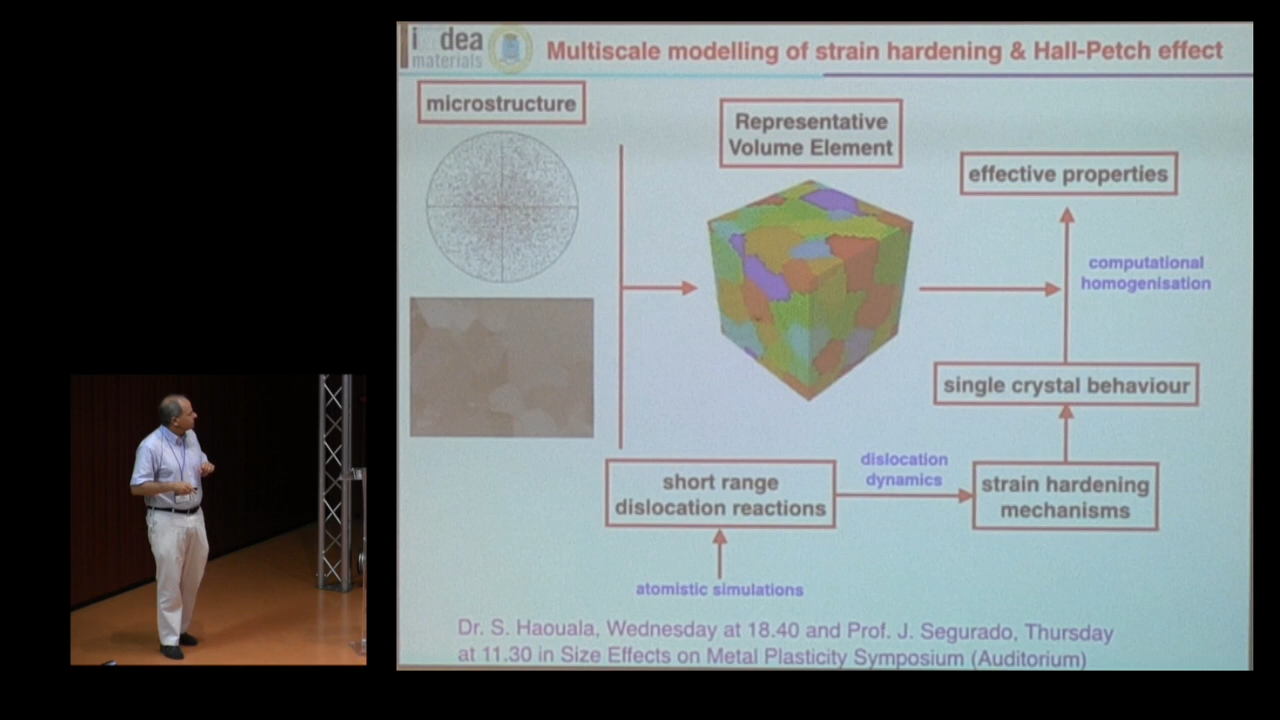 i dea
materials
Multiscale modelling of strain hardening & Hall-Petch effect
microstructure
Representative
Volume Element
effective properties
computational
homogenisation
single crystal behaviour
dislocation
dynamics
short range
dislocation reactions
strain hardening
mechanisms
atomistic simulations
Dr. S. Haouala, Wednesday at 18.40 and Prof. J. Segurado, Thursday
at 11.30 in Size Effects on Metal Plasticity Symposium (Auditorium)